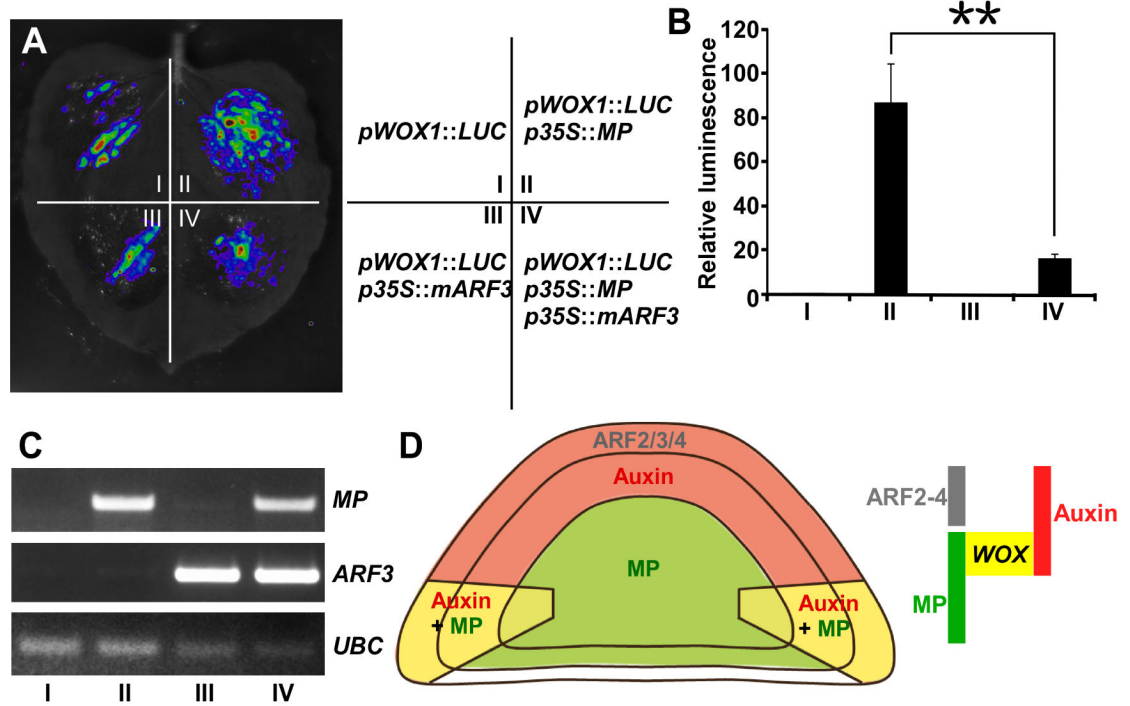 A
I II
III IV
pWOX1::LUC
pWOX1::LUC
p35S::MP
I II
III IV
pWOX1::LUC
p35S::mARF3
pWOX1::LUC
p35S::MP
p35S::mARF3
B
**
Relative luminescence
120
100
80
60
40
20
0
I II III IV
C
MP
ARF3
UBC
I II III IV
D
ARF2/3/4
Auxin
MP
Auxin
+ MP
Auxin
+ MP
ARF2-4
WOX
Auxin
MP